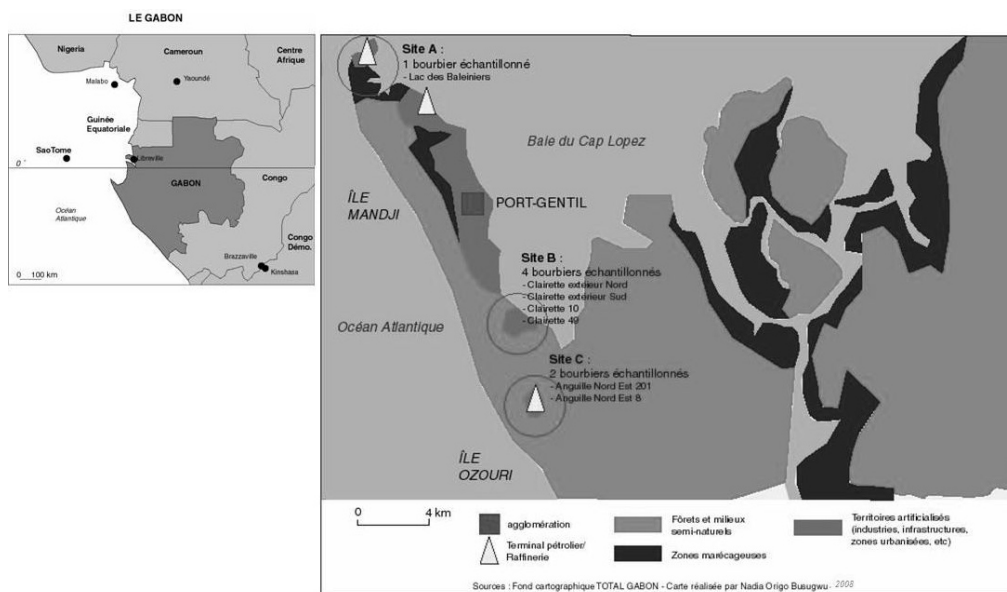 LE GABON
Nigeria
Cameroun
Centre
Afrique
Malabo
Yaoundé
Guinée
Equatoriale
SaoTome
Libreville
0°
GABON
Congo
Océan
Atlantique
Congo
Démo.
Brazzaville
Kinshasa
0 100 km
Site A :
1 bourbier échantillonné
- Lac des Baleiniers
Baie du Cap Lopez
ÎLE
MANDJI
PORT-GENTIL
Site B :
4 bourbiers échantillonnés
- Clairette extérieur Nord
- Clairette extérieur Sud
- Clairette 10
- Clairette 49
Océan Atlantique
Site C :
2 bourbiers échantillonnés
- Anguille Nord Est 201
- Anguille Nord Est 8
ÎLE
OZOURI
0 4 km
agglomération
Terminal pétrolier/
Raffinerie
Fôrets et milieux
semi-naturels
Zones marécageuses
Territoires artificialisés
(industries, infrastructures,
zones urbanisées, etc)
Sources : Fond cartographique TOTAL GABON - Carte réalisée par Nadia Origo Busugwu - 2008